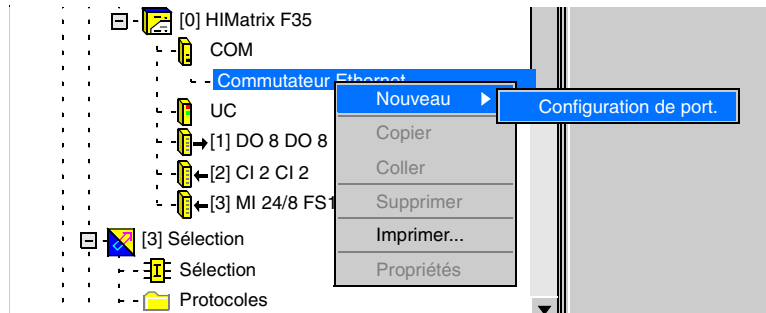 [0] HIMatrix F35
COM
Commutateur Ethernet
Nouveau
Configuration de port.
UC
Copier
[1] DO 8 DO 8
Coller
[2] CI 2 CI 2
Supprimer
[3] MI 24/8 FS1
Imprimer...
[3] Sélection
Propriétés
Sélection
Protocoles